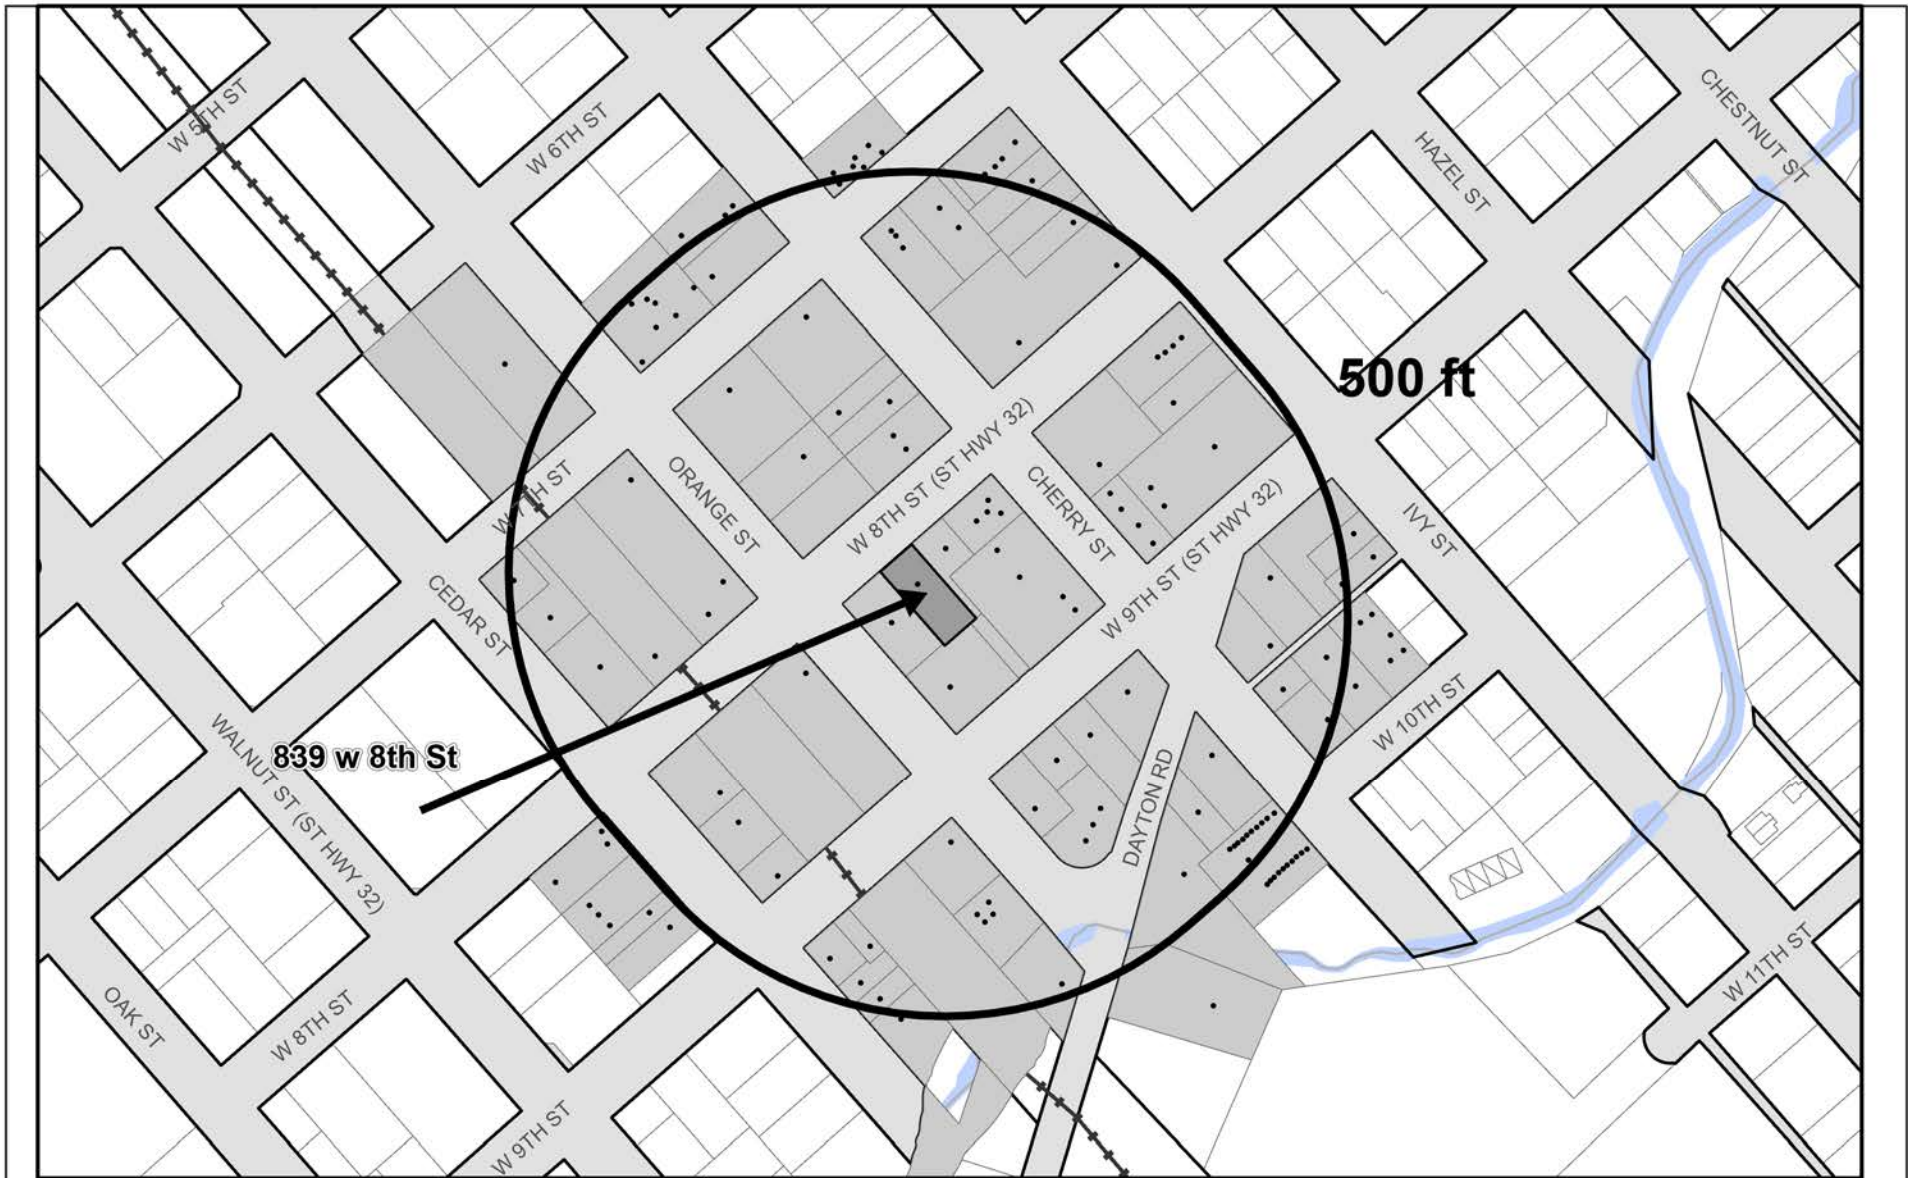 W 5TH ST
W 6TH ST
CHESTNUT ST
HAZEL ST
500 ft
W 7TH ST
ORANGE ST
W 8TH ST (ST HWY 32)
CHERRY ST
W 9TH ST (ST HWY 32)
IVY ST
CEDAR ST
W 10TH ST
839 w 8th St
WALNUT ST (ST HWY 32)
DAYTON RD
W 11TH ST
OAK ST
W 8TH ST
W 9TH ST